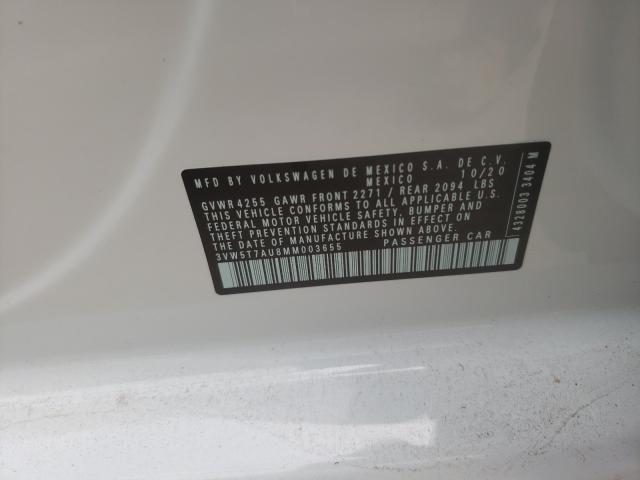 MFD BY VOLKSWAGEN DE MEXICO S.A. DE C.V.
MEXICO 10/20
GVWR 4255 GAWR FRONT 2271 / REAR 2094 LBS
THIS VEHICLE CONFORMS TO ALL APPLICABLE U.S.
FEDERAL MOTOR VEHICLE SAFETY, BUMPER AND
THEFT PREVENTION STANDARDS IN EFFECT ON
THE DATE OF MANUFACTURE SHOWN ABOVE.
3VW5T7AU8MM003655 PASSENGER CAR
4328003 3404 M